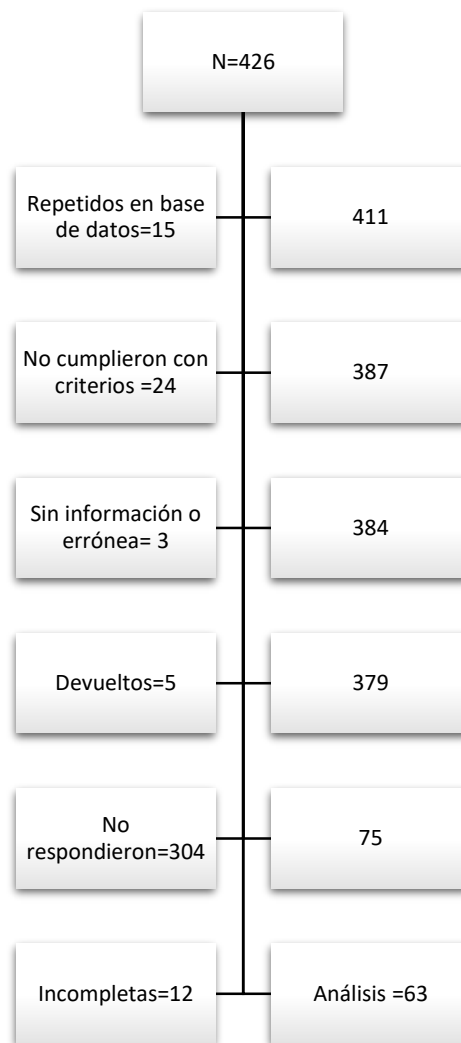 N=426
Repetidos en base
de datos=15
411
No cumplieron con
criterios =24
387
Sin información o
errónea= 3
384
Devueltos=5
379
No
respondieron=304
75
Incompletas=12
Análisis =63